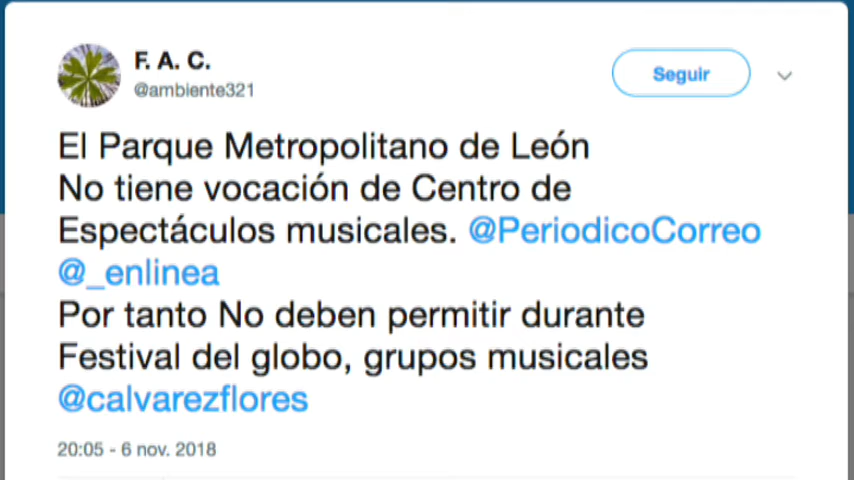 F. A. C.
@ambiente321
Seguir
El Parque Metropolitano de León
No tiene vocación de Centro de
Espectáculos musicales. @PeriodicoCorreo
@_enlinea
Por tanto No deben permitir durante
Festival del globo, grupos musicales
@calvarezflores
20:05 - 6 nov. 2018